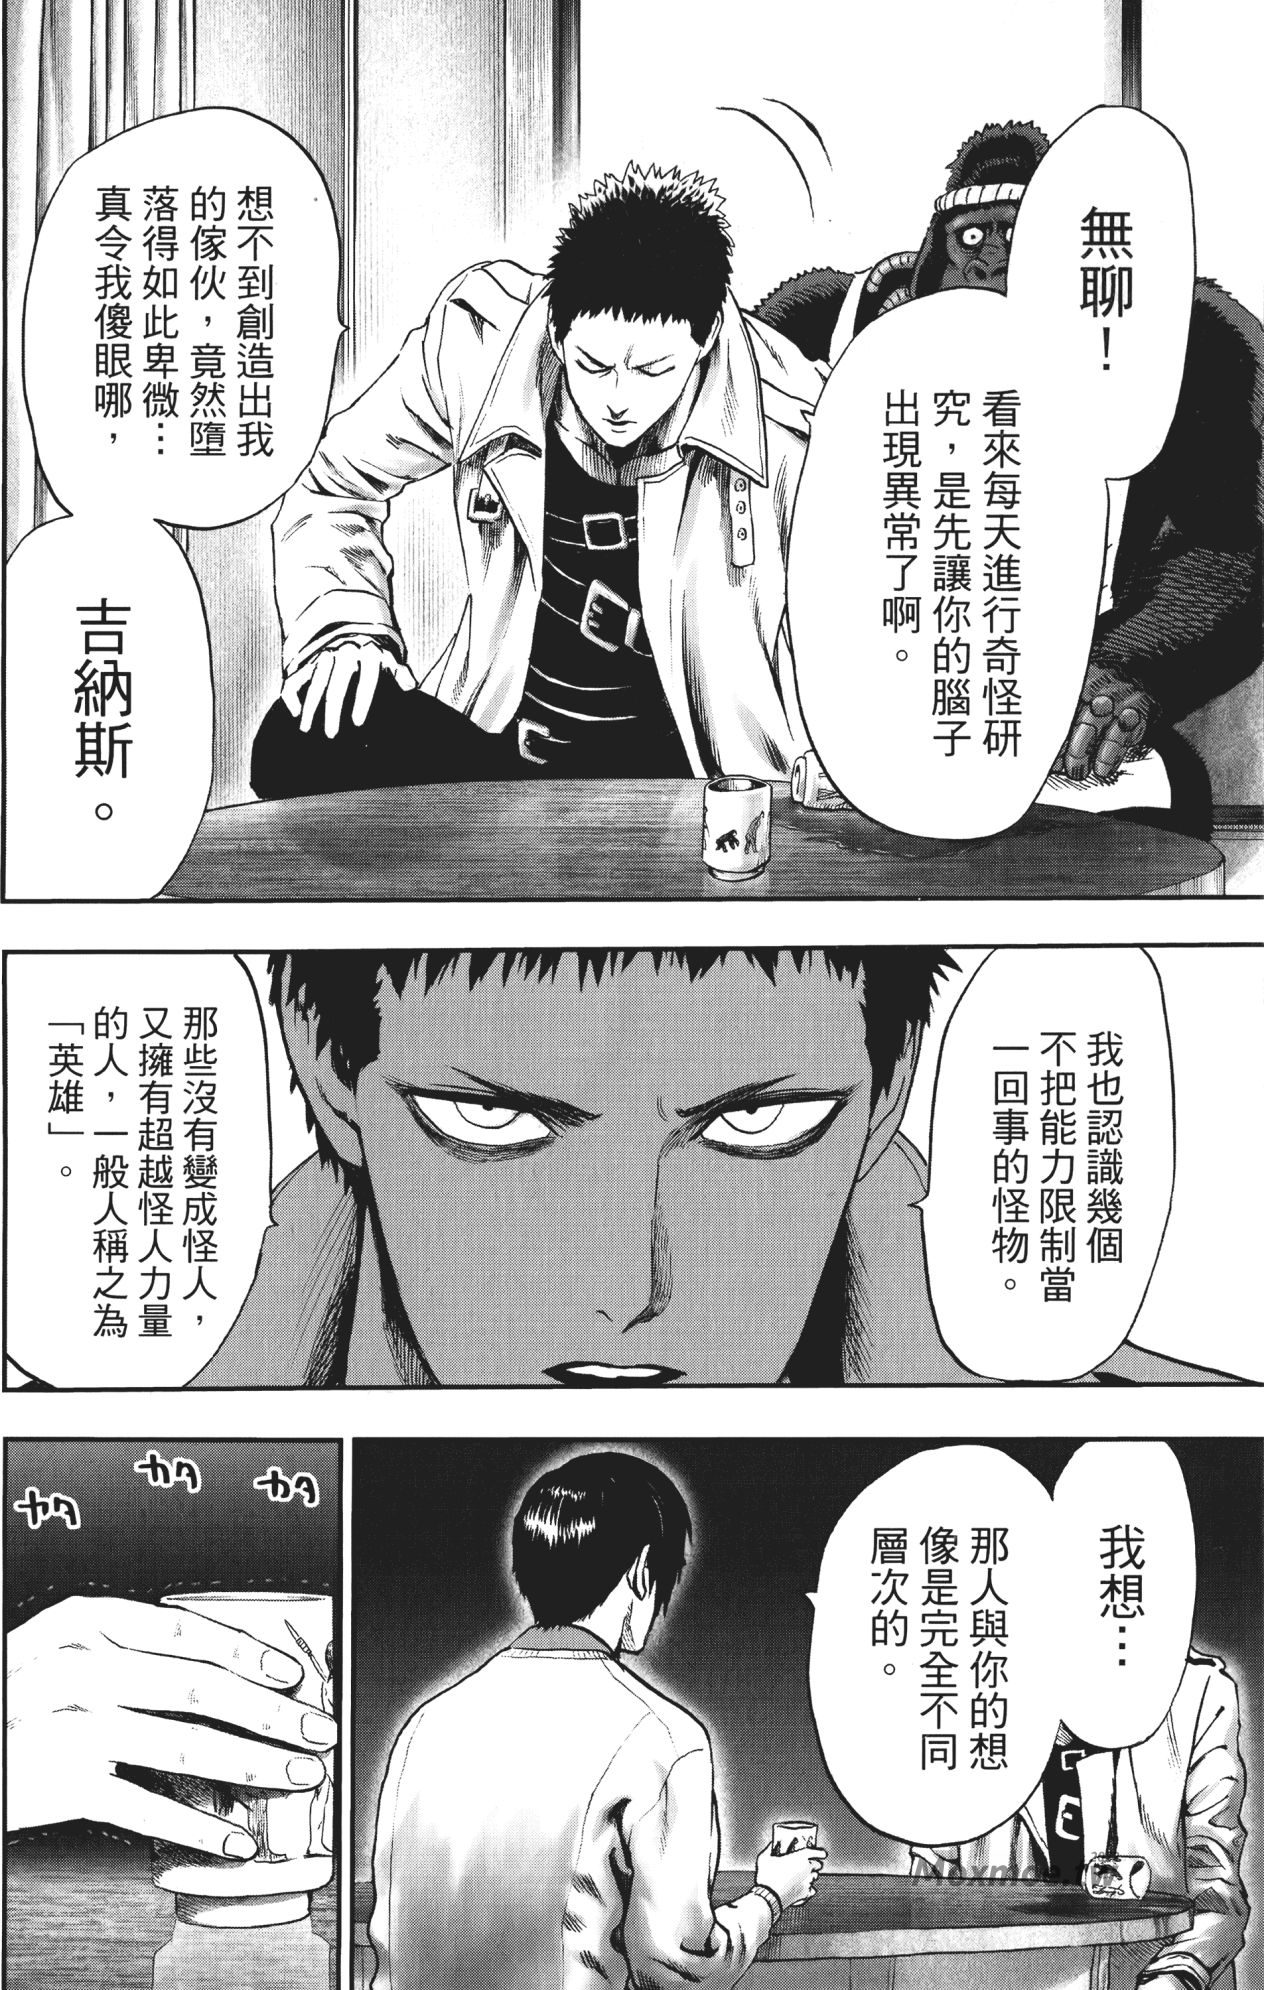 無聊！
看來每天進行奇怪研
究，是先讓你的腦子
出現異常了啊。
想不到創造出我
的傢伙，竟然墮
落得如此卑微…
真令我傻眼哪，
吉納斯。
我也認識幾個
不把能力限制當
一回事的怪物。
那些沒有變成怪人，
又擁有超越怪人力量
的人，一般人稱之為
「英雄」。
我想…
那人與你的想
像是完全不同
層次的。
カタ
カタ
カタ
Moxmoe.tw